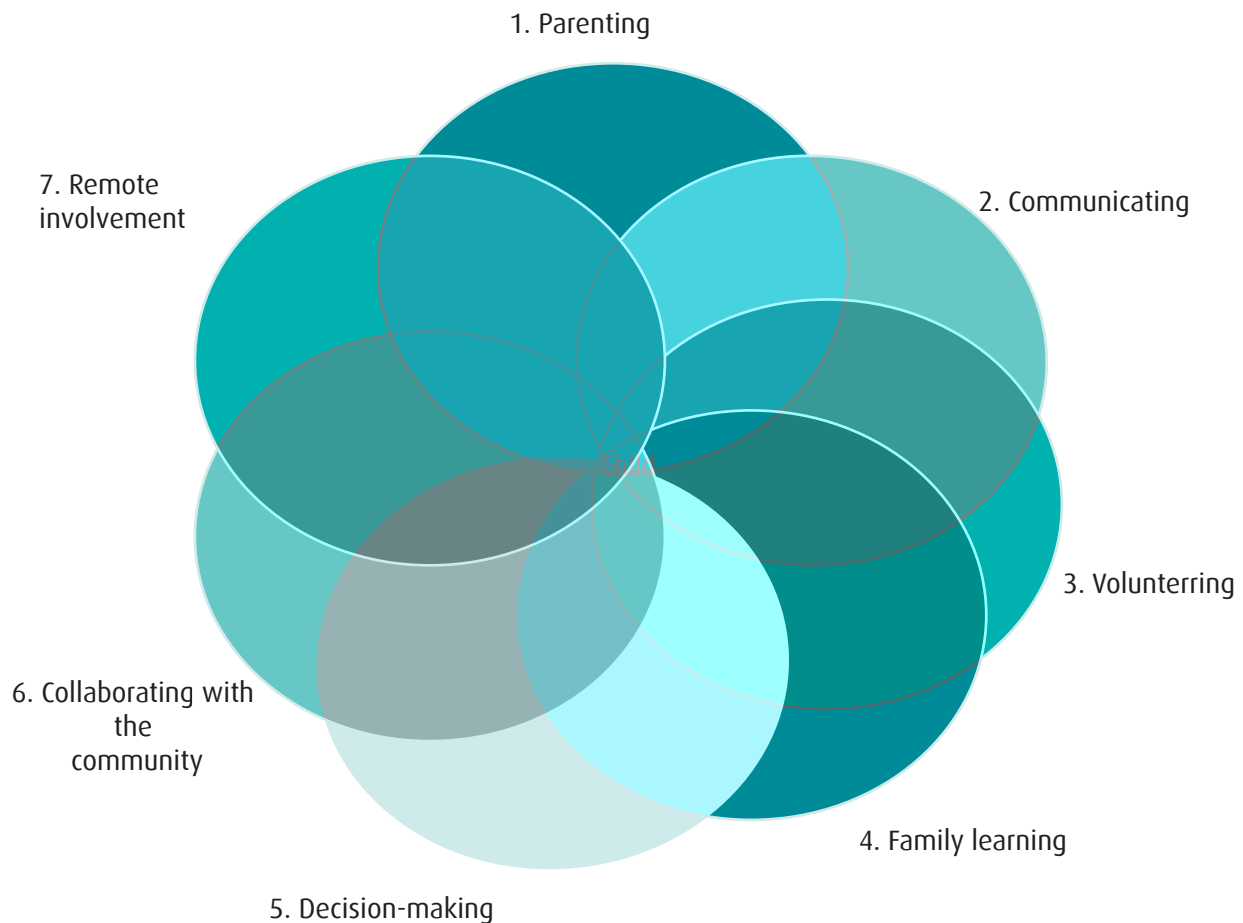 1. Parenting
2. Communicating
7. Remote
involvement
Child
3. Volunterring
6. Collaborating with
the
community
4. Family learning
5. Decision-making